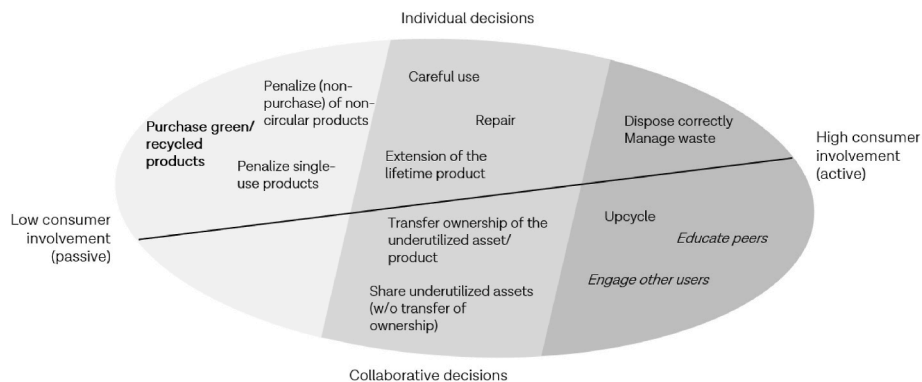 Individual decisions
Penalize (non-
purchase) of non-
circular products
Purchase green/
recycled
products
Penalize single-
use products
Careful use
Repair
Extension of the
lifetime product
Dispose correctly
Manage waste
High consumer
involvement
(active)
Low consumer
involvement
(passive)
Transfer ownership of the
underutilized asset/
product
Share underutilized assets
(w/o transfer of
ownership)
Upcycle
Educate peers
Engage other users
Collaborative decisions